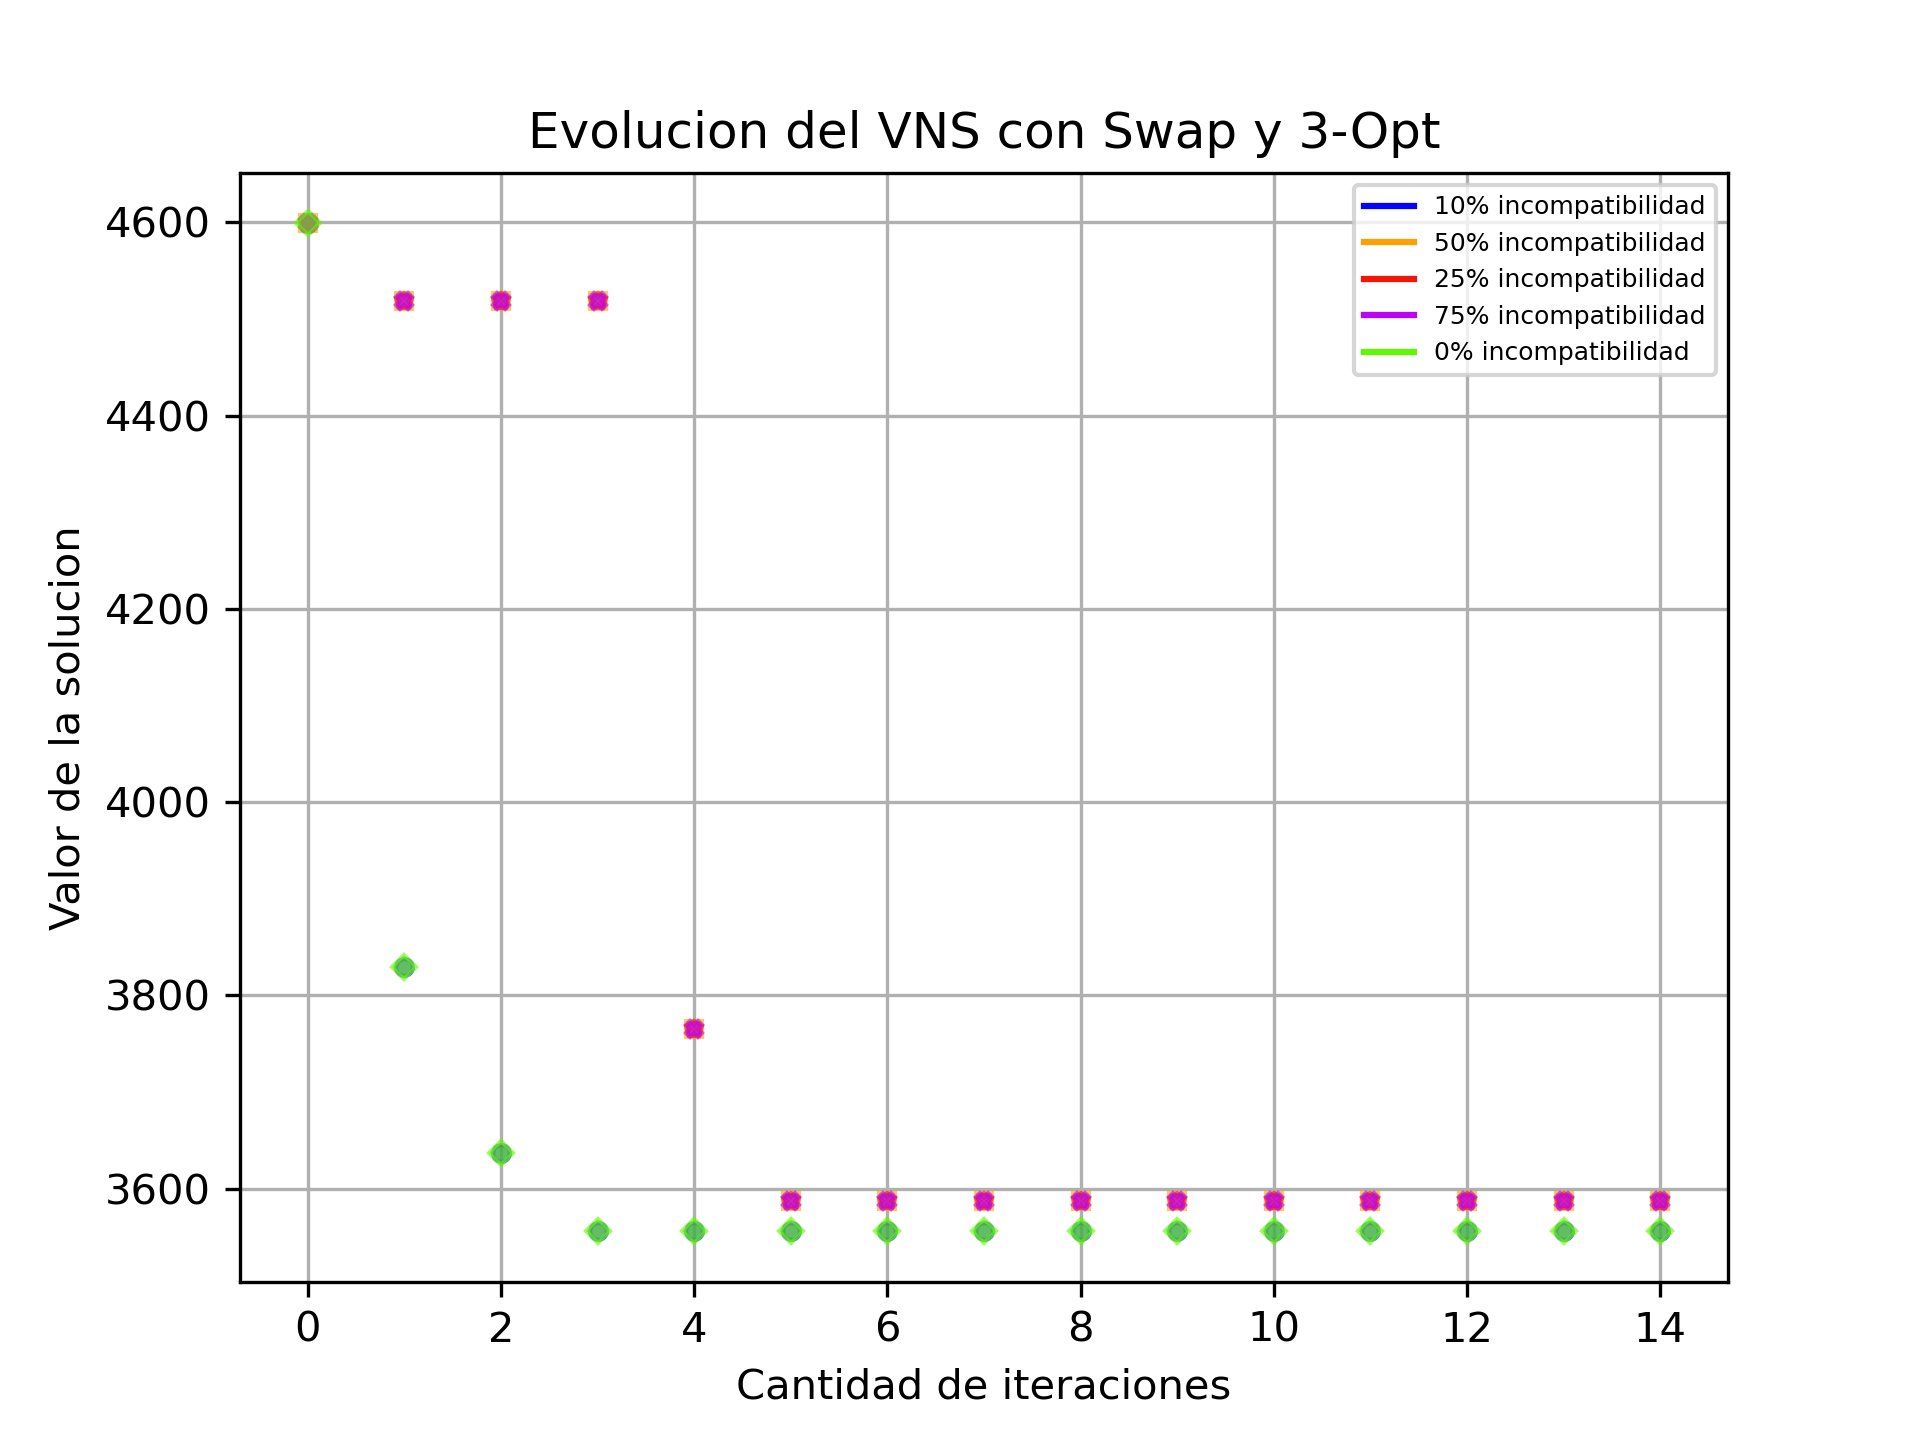 Evolucion del VNS con Swap y 3-Opt
10% incompatibilidad
50% incompatibilidad
25% incompatibilidad
75% incompatibilidad
0% incompatibilidad
Valor de la solucion
4600
4400
4200
4000
3800
3600
0 2 4 6 8 10 12 14
Cantidad de iteraciones